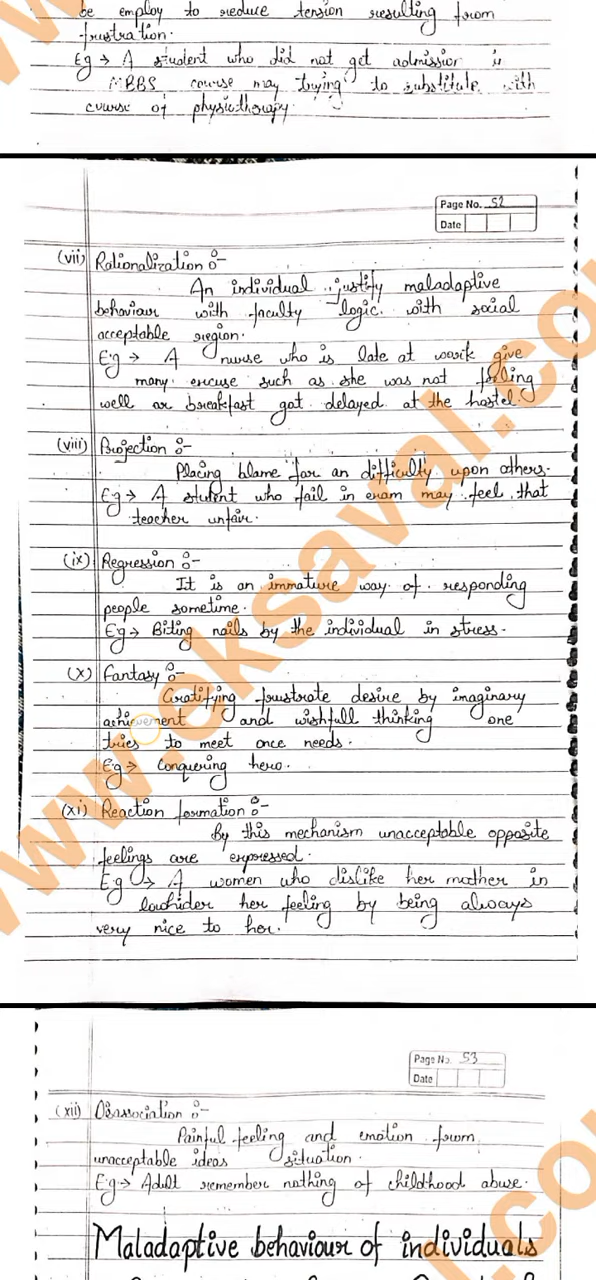 be employ to reduce tension resulting from
frustration.
Eg → A student who did not get admission in
MBBS course may trying to substitute with
course of physiotherapy.
Page No. 52
Date
(vii) Rationalization :-
An individual justify maladaptive
behaviour with faculty logic with social
acceptable region.
Eg → A nurse who is late at work give
many excuse such as she was not feeling
well or breakfast got delayed at the hostel.
(viii) Projection :-
Placing blame for an difficulty upon others.
Eg → A student who fail in exam may feel that
teacher unfair.
(ix) Regression :-
It is an immature way of responding
people sometime.
Eg → Biting nails by the individual in stress.
(x) Fantasy :-
Gratifying frustrate desire by imaginary
achievement and wishfull thinking one
tries to meet once needs.
Eg → Conquering hero.
(xi) Reaction formation :-
By this mechanism unacceptable opposite
feelings are expressed.
Eg → A women who dislike her mother in
her feeling by being always
very nice to her.
Page No. 53
Date
(xii) Dissociation :-
Painful feeling and emotion from
unacceptable ideas situation.
Eg → Adult remember nothing of childhood abuse.
Maladaptive behaviour of individuals
www.eksaval.co